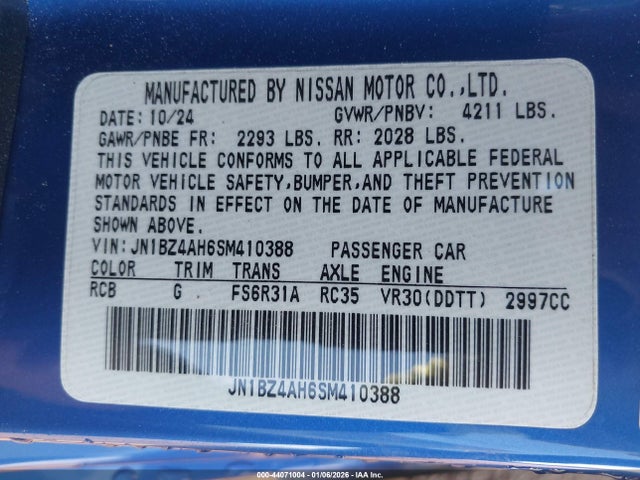 MANUFACTURED BY NISSAN MOTOR CO.,LTD.
DATE: 10/24 GVWR/PNBV: 4211 LBS.
GAWR/PNBE FR: 2293 LBS. RR: 2028 LBS.
THIS VEHICLE CONFORMS TO ALL APPLICABLE FEDERAL
MOTOR VEHICLE SAFETY,BUMPER,AND THEFT PREVENTION
STANDARDS IN EFFECT ON THE DATE OF MANUFACTURE
SHOWN ABOVE.
VIN:JN1BZ4AH6SM410388 PASSENGER CAR
COLOR TRIM TRANS AXLE ENGINE
RCB G FS6R31A RC35 VR30(DDTT) 2997CC
JN1BZ4AH6SM410388
000-44071004 | 01/06/2026 - IAA Inc.